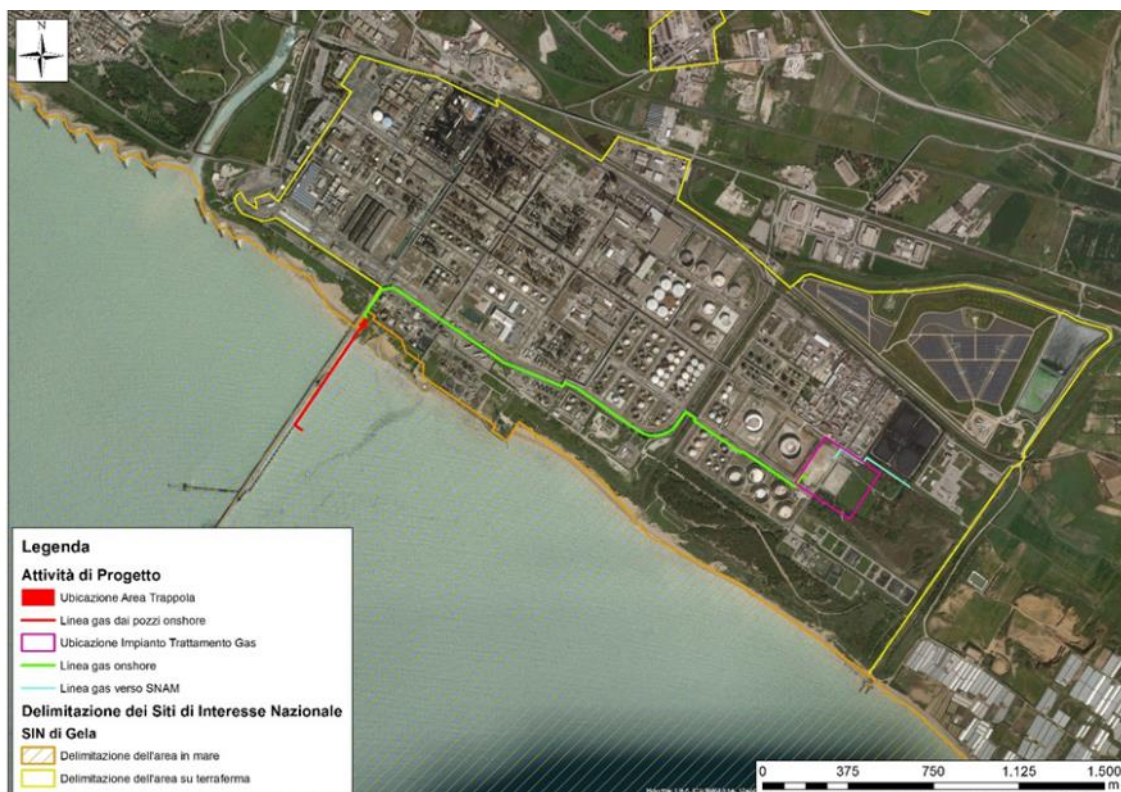 N
Legenda
Attività di Progetto
Ubicazione Area Trappola
Linea gas dai pozzi onshore
Ubicazione Impianto Trattamento Gas
Linea gas onshore
Linea gas verso SNAM
Delimitazione dei Siti di Interesse Nazionale
SIN di Gela
Delimitazione dell'area in mare
Delimitazione dell'area su terraferma
0 375 750 1.125 1.500
m